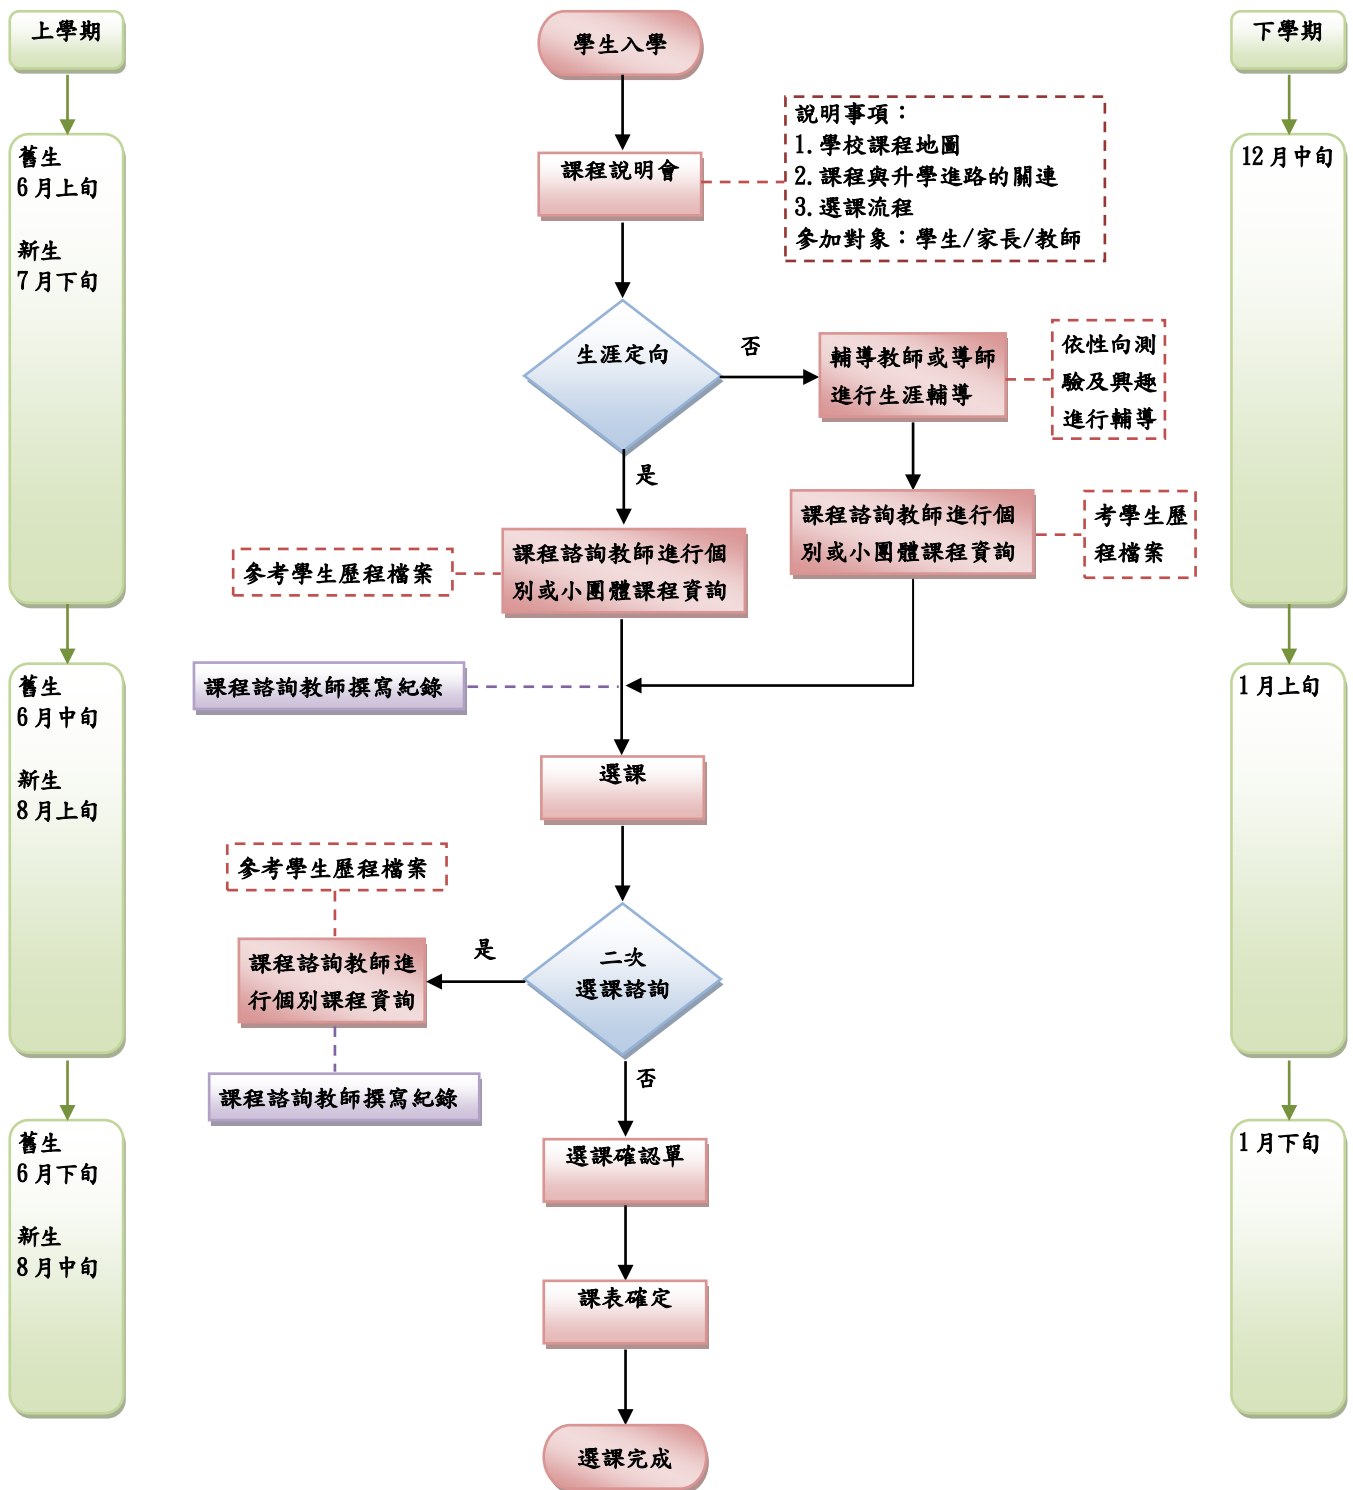 上學期
學生入學
下學期
說明事項：
1.學校課程地圖
2.課程與升學進路的關連
3.選課流程
參加對象：學生/家長/教師
舊生
6月上旬
新生
7月下旬
課程說明會
12月中旬
生涯定向
否
輔導教師或導師
進行生涯輔導
依性向測
驗及興趣
進行輔導
是
課程諮詢教師進行個
別或小團體課程資詢
考學生歷
程檔案
參考學生歷程檔案
課程諮詢教師進行個
別或小團體課程資詢
舊生
6月中旬
新生
8月上旬
課程諮詢教師撰寫紀錄
1月上旬
選課
參考學生歷程檔案
二次
選課諮詢
是
課程諮詢教師進
行個別課程資詢
課程諮詢教師撰寫紀錄
否
舊生
6月下旬
新生
8月中旬
選課確認單
1月下旬
課表確定
選課完成